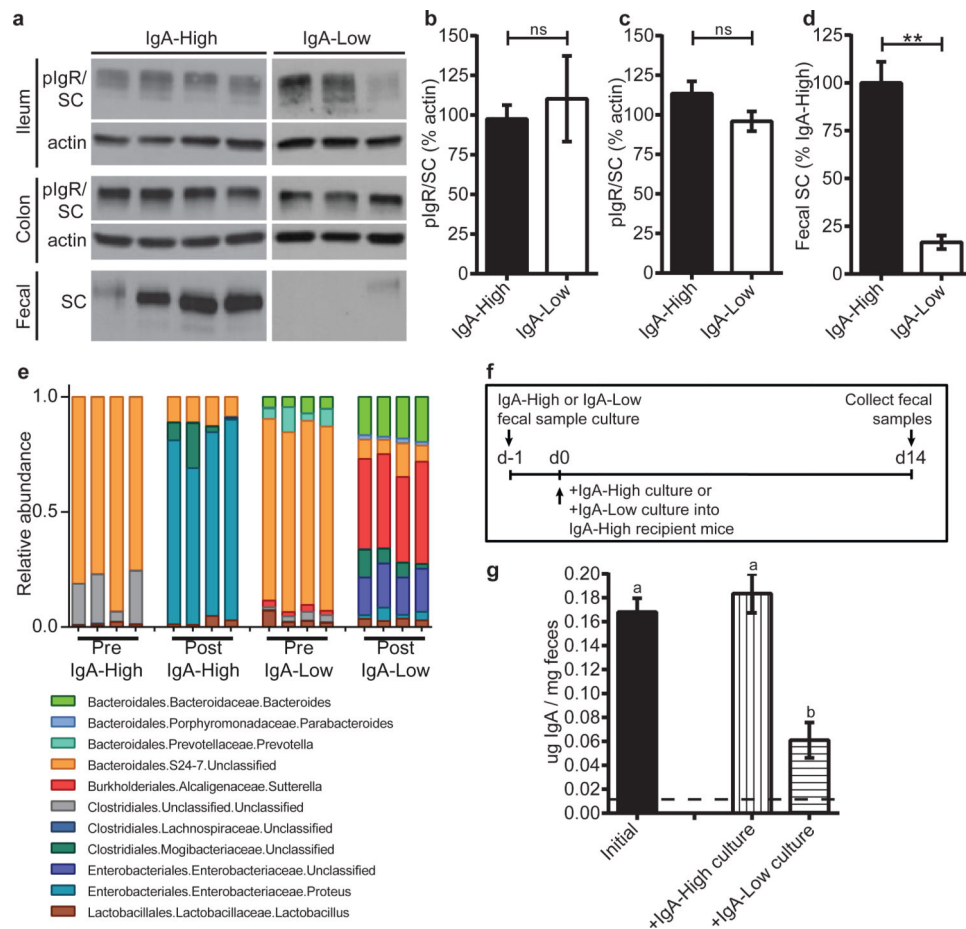 a
IgA-High
IgA-Low
Ileum
pIgR/
SC
actin
Colon
pIgR/
SC
actin
Fecal
SC
b
ns
pIgR/SC (% actin)
150
125
100
75
50
25
0
IgA-High
IgA-Low
c
ns
pIgR/SC (% actin)
150
125
100
75
50
25
0
IgA-High
IgA-Low
d
**
Fecal SC (% IgA-High)
125
100
75
50
25
0
IgA-High
IgA-Low
e
Relative abundance
1.0
0.5
0.0
Pre
IgA-High
Post
IgA-High
Pre
IgA-Low
Post
IgA-Low
Bacteroidales.Bacteroidaceae.Bacteroides
Bacteroidales.Porphyromonadaceae.Parabacteroides
Bacteroidales.Prevotellaceae.Prevotella
Bacteroidales.S24-7.Unclassified
Burkholderiales.Alcaligenaceae.Sutterella
Clostridiales.Unclassified.Unclassified
Clostridiales.Lachnospiraceae.Unclassified
Clostridiales.Mogibacteriaceae.Unclassified
Enterobacteriales.Enterobacteriaceae.Unclassified
Enterobacteriales.Enterobacteriaceae.Proteus
Lactobacillales.Lactobacillaceae.Lactobacillus
f
IgA-High or IgA-Low
fecal sample culture
Collect fecal
samples
d-1
d0
d14
+IgA-High culture or
+IgA-Low culture into
IgA-High recipient mice
g
ug IgA / mg feces
0.20
0.18
0.16
0.14
0.12
0.10
0.08
0.06
0.04
0.02
0.00
a
a
b
Initial
+IgA-High culture
+IgA-Low culture